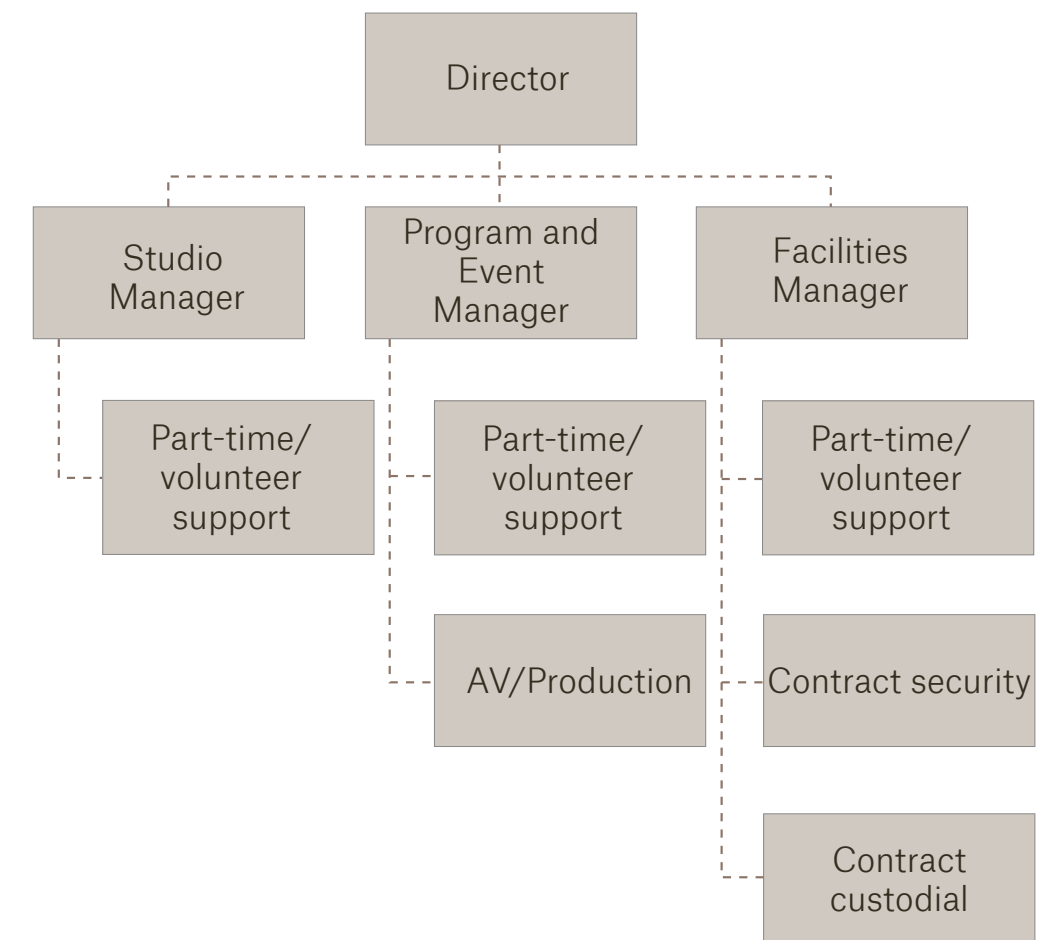 Director
Studio
Manager
Program and
Event
Manager
Facilities
Manager
Part-time/
volunteer
support
Part-time/
volunteer
support
Part-time/
volunteer
support
AV/Production
Contract security
Contract
custodial